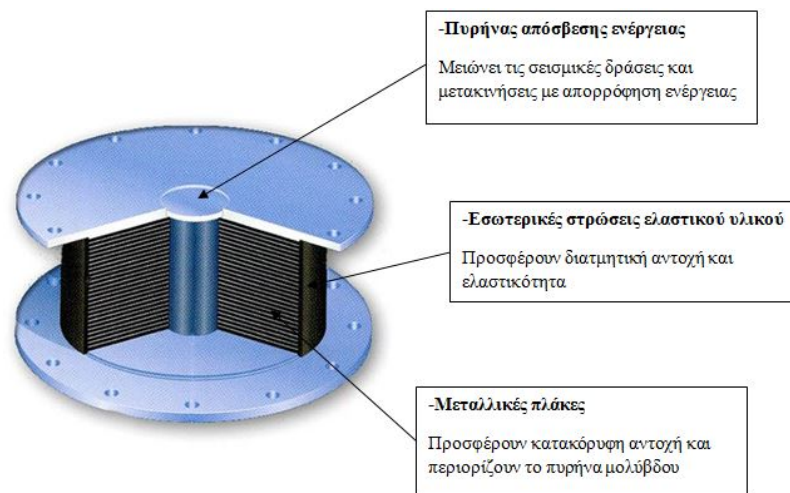 -Πυρήνας απόσβεσης ενέργειας
Μειώνει τις σεισμικές δράσεις και
μετακινήσεις με απορρόφηση ενέργειας
-Εσωτερικές στρώσεις ελαστικού υλικού
Προσφέρουν διατμητική αντοχή και
ελαστικότητα
-Μεταλλικές πλάκες
Προσφέρουν κατακόρυφη αντοχή και
περιορίζουν το πυρήνα μολύβδου